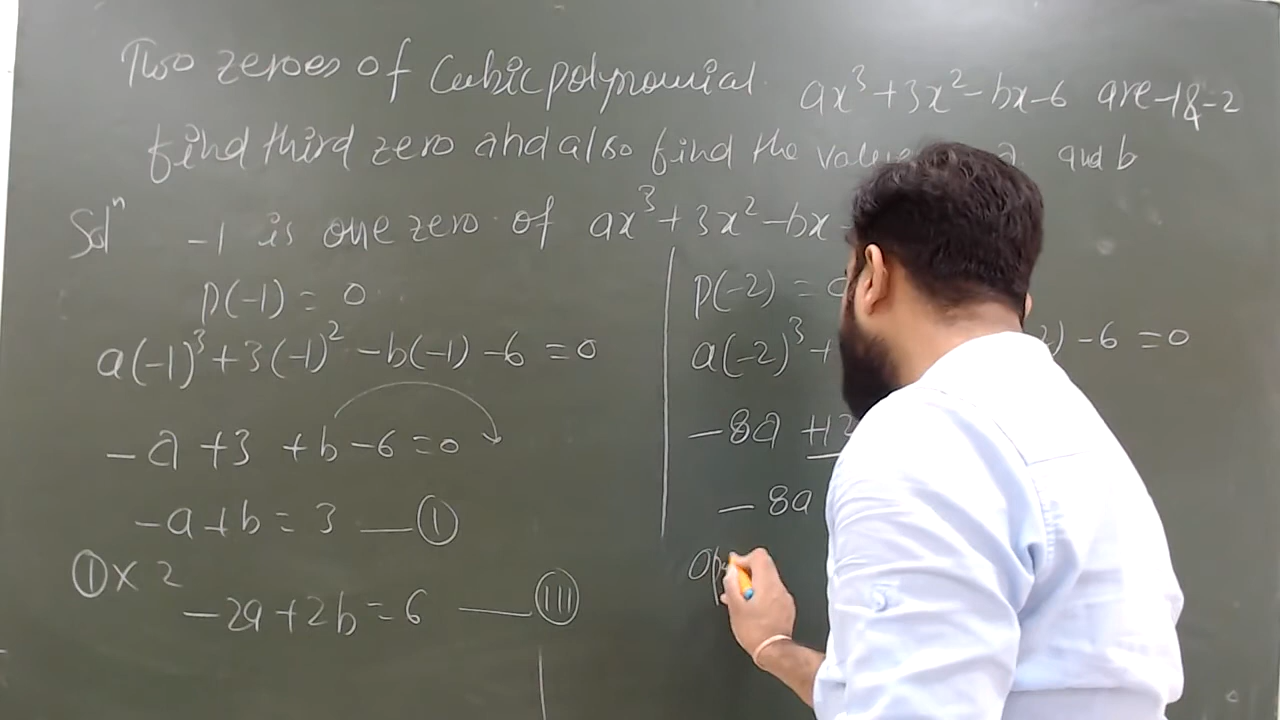 Two zeroes of Cubic polynomial ax³+3x²-bx-6 are -1&-2
find third zero and also find the value a and b
Solⁿ -1 is one zero of ax³+3x²-bx
p(-1) = 0
a(-1)³+3(-1)²-b(-1)-6=0
-a+3+b-6=0
-a+b=3 —①
①×2
-2a+2b=6 —(III)
p(-2) =
a(-2)³+ ) -6 =0
-8a +12
-8a